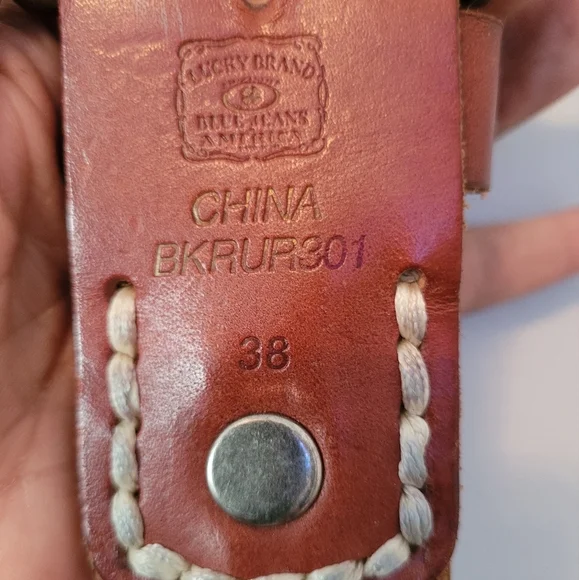 LUCKY BRAND
BLUE JEANS
AMERICA
CHINA
BKRUR301
38